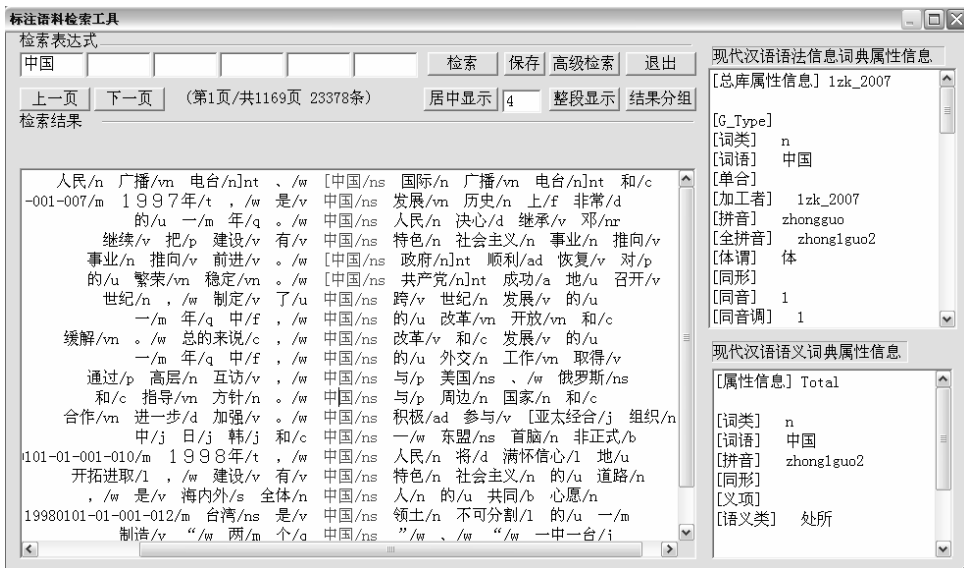 标注语料检索工具
检索表达式
中国 检索 保存 高级检索 退出
上一页 下一页 (第1页/共1169页 23378条) 居中显示 4 整段显示 结果分组
检索结果
人民/n 广播/vn 电台/n]nt 、/w [中国/ns 国际/n 广播/vn 电台/n]nt 和/c
-001-007/m 1997年/t ,/w 是/v 中国/ns 发展/vn 历史/n 上/f 非常/d
的/u 一/m 年/q 。/w 中国/ns 人民/n 决心/d 继承/v 邓/nr
继续/v 把/p 建设/v 有/v 中国/ns 特色/n 社会主义/n 事业/n 推向/v
事业/n 推向/v 前进/v 。/w [中国/ns 政府/n]nt 顺利/ad 恢复/v 对/p
的/u 繁荣/vn 稳定/vn 。/w [中国/ns 共产党/n]nt 成功/a 地/u 召开/v
世纪/n ,/w 制定/v 了/u 中国/ns 跨/v 世纪/n 发展/v 的/u
一/m 年/q 中/f ,/w 中国/ns 的/u 改革/vn 开放/vn 和/c
缓解/vn 。/w 总的来说/c ,/w 中国/ns 改革/v 和/c 发展/v 的/u
一/m 年/q 中/f ,/w 中国/ns 的/u 外交/n 工作/vn 取得/v
通过/p 高层/n 互访/v ,/w 中国/ns 与/p 美国/ns 、/w 俄罗斯/ns
和/c 指导/vn 方针/n 。/w 中国/ns 与/p 周边/n 国家/n 和/c
合作/vn 进一步/d 加强/v 。/w 中国/ns 积极/ad 参与/v [亚太经合/j 组织/n
中/j 日/j 韩/j 和/c 中国/ns 一/w 东盟/ns 首脑/n 非正式/b
0101-01-001-010/m 1998年/t ,/w 中国/ns 人民/n 将/d 满怀信心/l 地/u
开拓进取/l ,/w 建设/v 有/v 中国/ns 特色/n 社会主义/n 的/u 道路/n
,/w 是/v 海内外/s 全体/n 中国/ns 人/n 的/u 共同/b 心愿/n
19980101-01-001-012/m 台湾/ns 是/v 中国/ns 领土/n 不可分割/l 的/u 一/m
制造/v “/w 两/m 个/q 中国/ns ”/w 、/w “/w 一中一台/j
现代汉语语法信息词典属性信息
[总库属性信息] 1zk_2007
[G_Type]
[词类] n
[词语] 中国
[单合]
[加工者] 1zk_2007
[拼音] zhongguo
[全拼音] zhong1guo2
[体谓] 体
[同形]
[同音] 1
[同音调] 1
现代汉语语义词典属性信息
[属性信息] Total
[词类] n
[词语] 中国
[拼音] zhong1guo2
[同形]
[义项]
[语义类] 处所